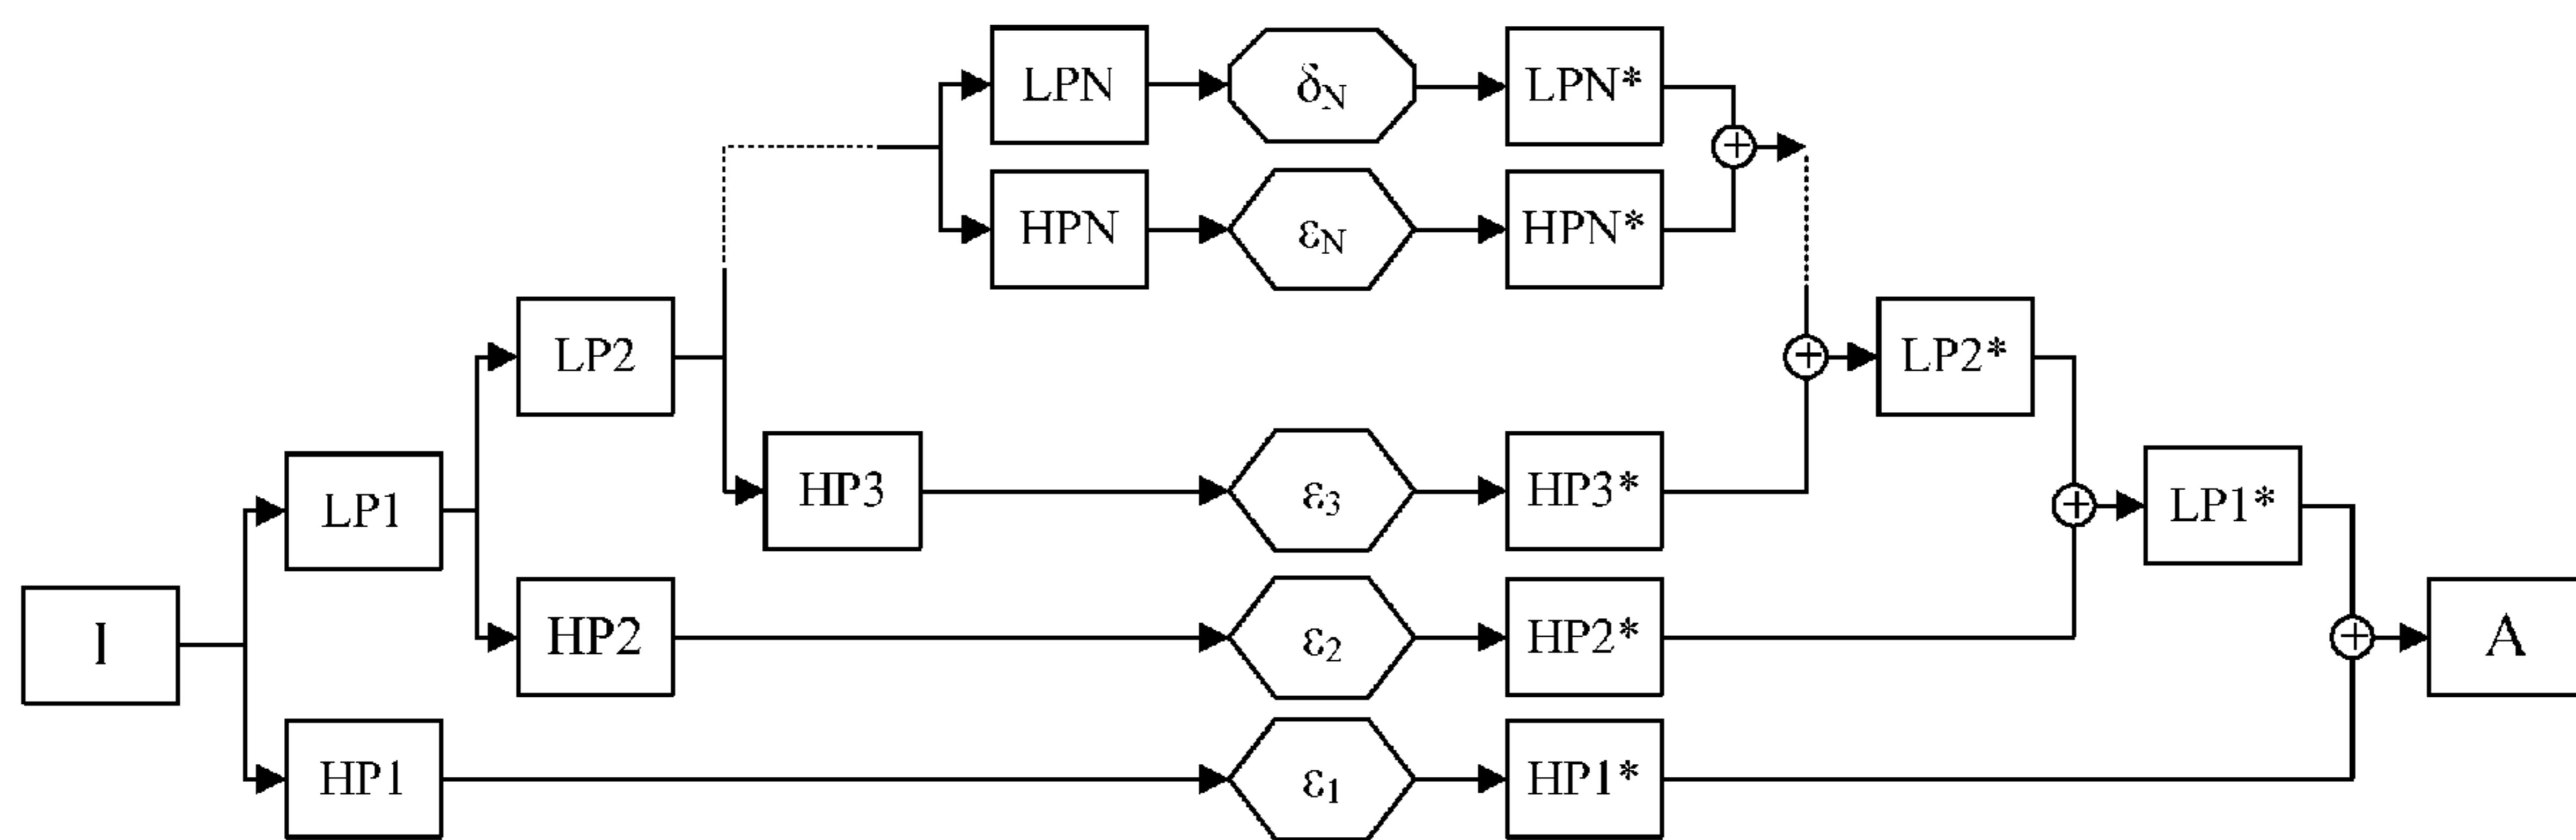 LPN δN LPN*
+
HPN εN HPN*
LP2 + LP2*
LP1 HP3 ε3 HP3* + LP1*
I HP2 ε2 HP2* + A
HP1 ε1 HP1*